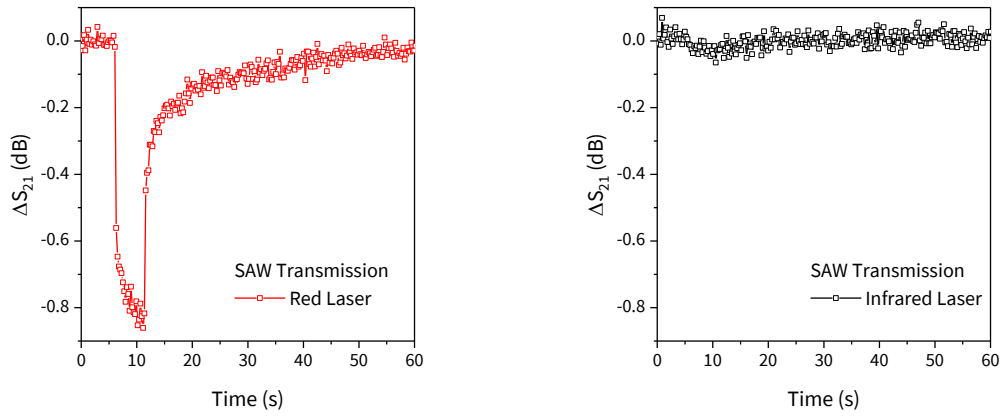 0.0
-0.2
-0.4
-0.6
-0.8
ΔS21 (dB)
SAW Transmission
Red Laser
0 10 20 30 40 50 60
Time (s)
0.0
-0.2
-0.4
-0.6
-0.8
ΔS21 (dB)
SAW Transmission
Infrared Laser
0 10 20 30 40 50 60
Time (s)